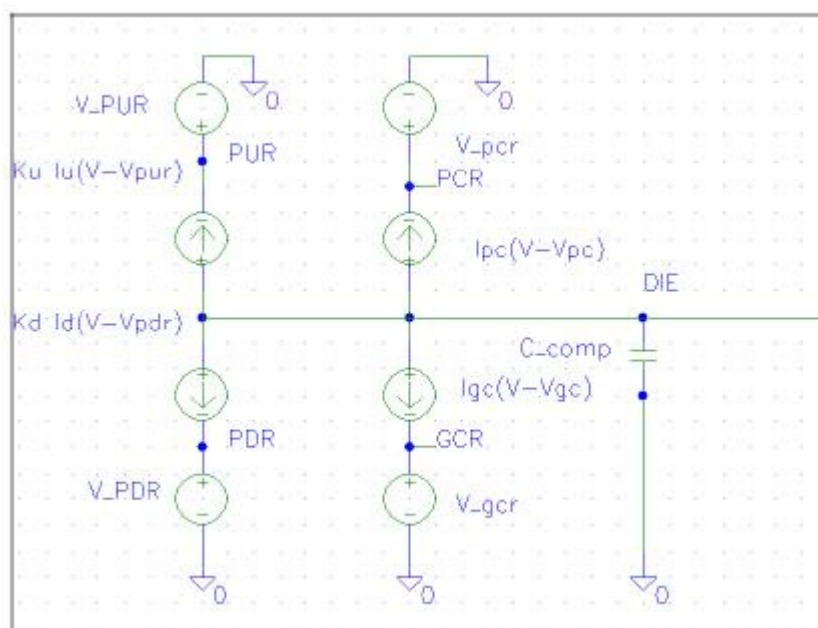 0
0
V_PUR
V_pcr
PUR
Ku Iu(V-Vpur)
PCR
Ipc(V-Vpc)
DIE
Kd Id(V-Vpdr)
C_comp
Igc(V-Vgc)
PDR
GCR
V_PDR
V_gcr
0
0
0